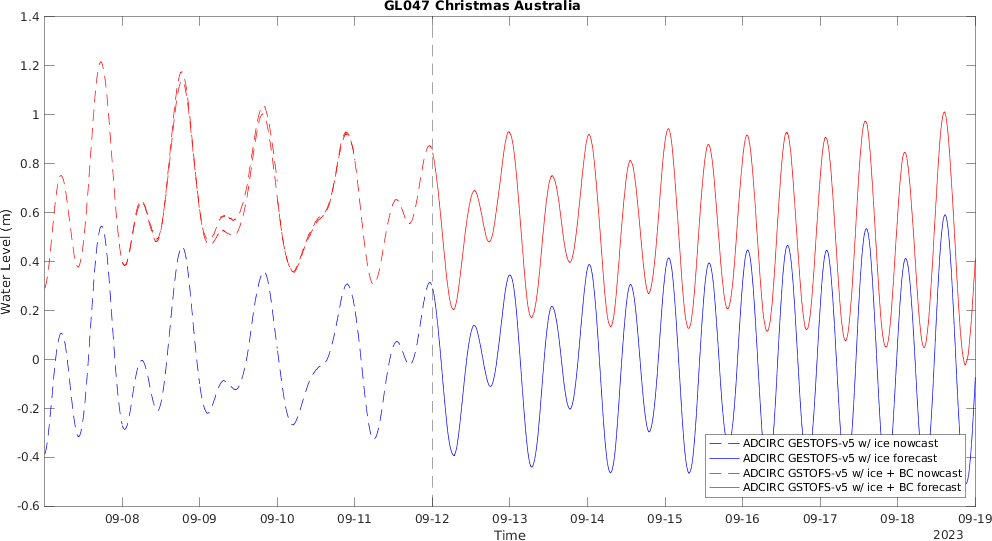 GL047 Christmas Australia
1.4
1.2
1
0.8
0.6
0.4
0.2
0
-0.2
-0.4
-0.6
Water Level (m)
ADCIRC GESTOFS-v5 w/ ice nowcast
ADCIRC GESTOFS-v5 w/ ice forecast
ADCIRC GSTOFS-v5 w/ ice + BC nowcast
ADCIRC GSTOFS-v5 w/ ice + BC forecast
09-08 09-09 09-10 09-11 09-12 09-13 09-14 09-15 09-16 09-17 09-18 09-19
Time
2023